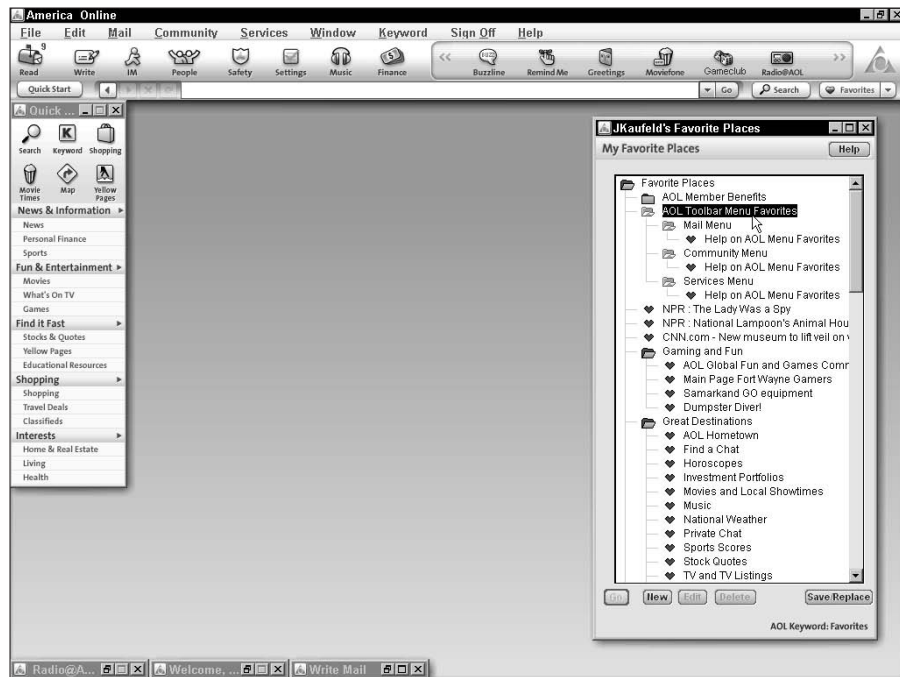 America Online
File Edit Mail Community Services Window Keyword Sign Off Help
9
Read Write IM People Safety Settings Music Finance << Buzzline Remind Me Greetings Moviefone Gameclub Radio@AOL >>
Quick Start Go Search Favorites
Quick ...
Search Keyword Shopping
Movie Times Map Yellow Pages
News & Information
News
Personal Finance
Sports
Fun & Entertainment
Movies
What's On TV
Games
Find it Fast
Stocks & Quotes
Yellow Pages
Educational Resources
Shopping
Shopping
Travel Deals
Classifieds
Interests
Home & Real Estate
Living
Health
JKaufeld's Favorite Places
My Favorite Places Help
Favorite Places
AOL Member Benefits
AOL Toolbar Menu Favorites
Mail Menu
Help on AOL Menu Favorites
Community Menu
Help on AOL Menu Favorites
Services Menu
Help on AOL Menu Favorites
NPR : The Lady Was a Spy
NPR : National Lampoon's Animal Hou
CNN.com - New museum to lift veil on
Gaming and Fun
AOL Global Fun and Games Comr
Main Page Fort Wayne Gamers
Samarkand GO equipment
Dumpster Diver!
Great Destinations
AOL Hometown
Find a Chat
Horoscopes
Investment Portfolios
Movies and Local Showtimes
Music
National Weather
Private Chat
Sports Scores
Stock Quotes
TV and TV Listings
Go New Edit Delete Save/Replace
AOL Keyword: Favorites
Radio@A... Welcome, ... Write Mail